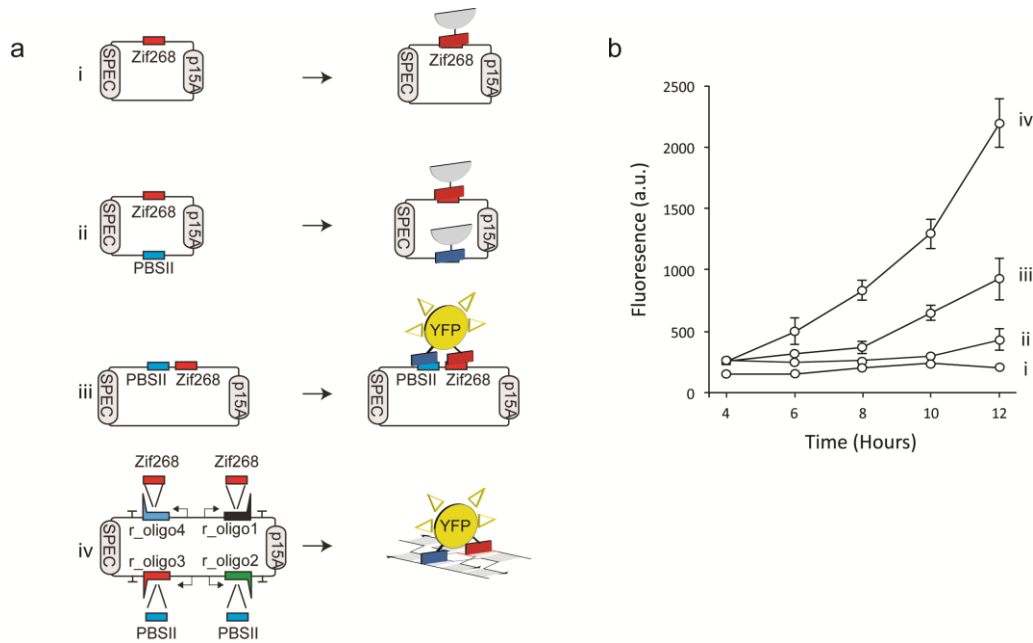 a
i
SPEC
Zif268
p15A
SPEC
Zif268
p15A
ii
SPEC
Zif268
PBSII
p15A
SPEC
p15A
iii
SPEC
PBSII Zif268
p15A
YFP
SPEC
PBSII Zif268
p15A
iv
Zif268 Zif268
SPEC
r_oligo4 r_oligo1
r_oligo3 r_oligo2
p15A
PBSII PBSII
YFP
b
Fluoresence (a.u.)
2500
2000
1500
1000
500
0
4 6 8 10 12
Time (Hours)
iv
iii
ii
i